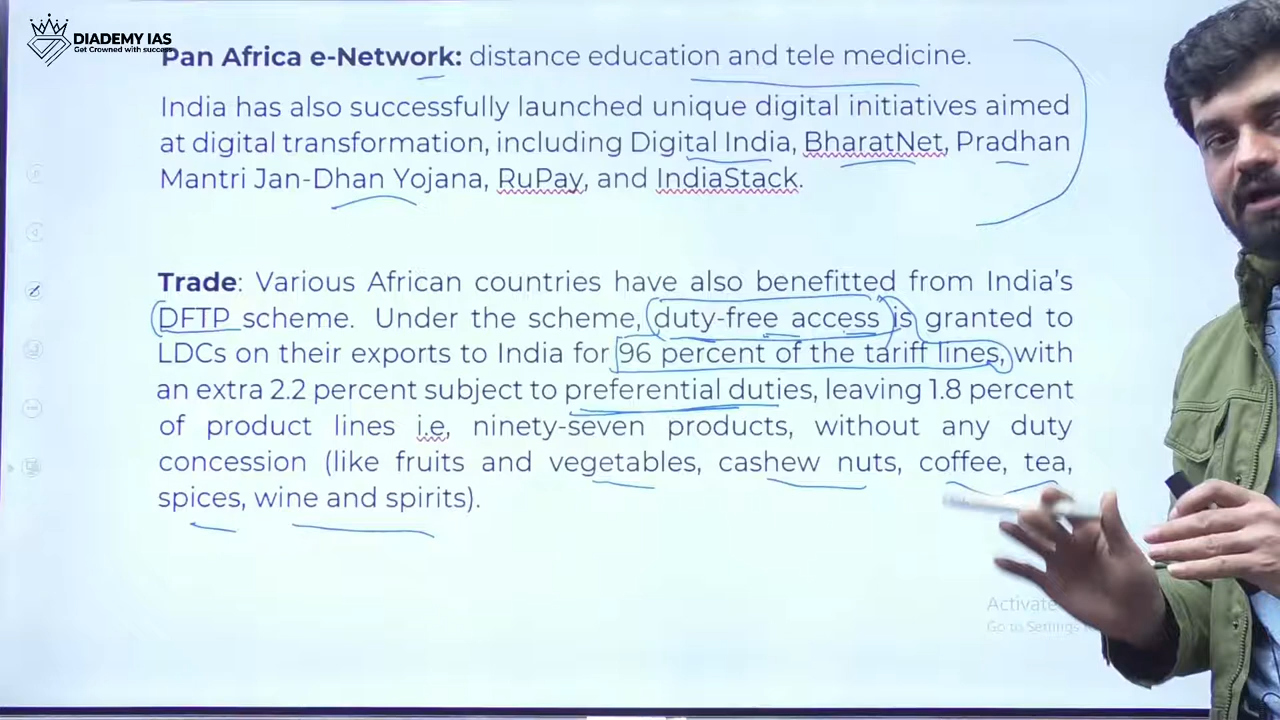 DIADEMY IAS
Get Crowned with success
Pan Africa e-Network: distance education and tele medicine.
India has also successfully launched unique digital initiatives aimed
at digital transformation, including Digital India, BharatNet, Pradhan
Mantri Jan-Dhan Yojana, RuPay, and IndiaStack.
Trade: Various African countries have also benefitted from India's
DFTP scheme. Under the scheme, duty-free access is granted to
LDCs on their exports to India for 96 percent of the tariff lines, with
an extra 2.2 percent subject to preferential duties, leaving 1.8 percent
of product lines i.e, ninety-seven products, without any duty
concession (like fruits and vegetables, cashew nuts, coffee, tea,
spices, wine and spirits).
Activate
Go to Settings